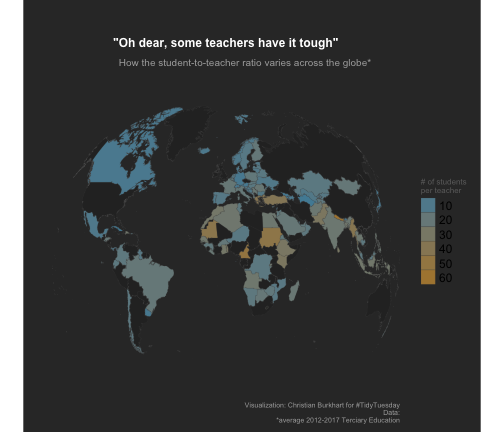 "Oh dear, some teachers have it tough"
How the student-to-teacher ratio varies across the globe*
# of students
per teacher
10
20
30
40
50
60
Visualization: Christian Burkhart for #TidyTuesday
Data:
*average 2012-2017 Terciary Education